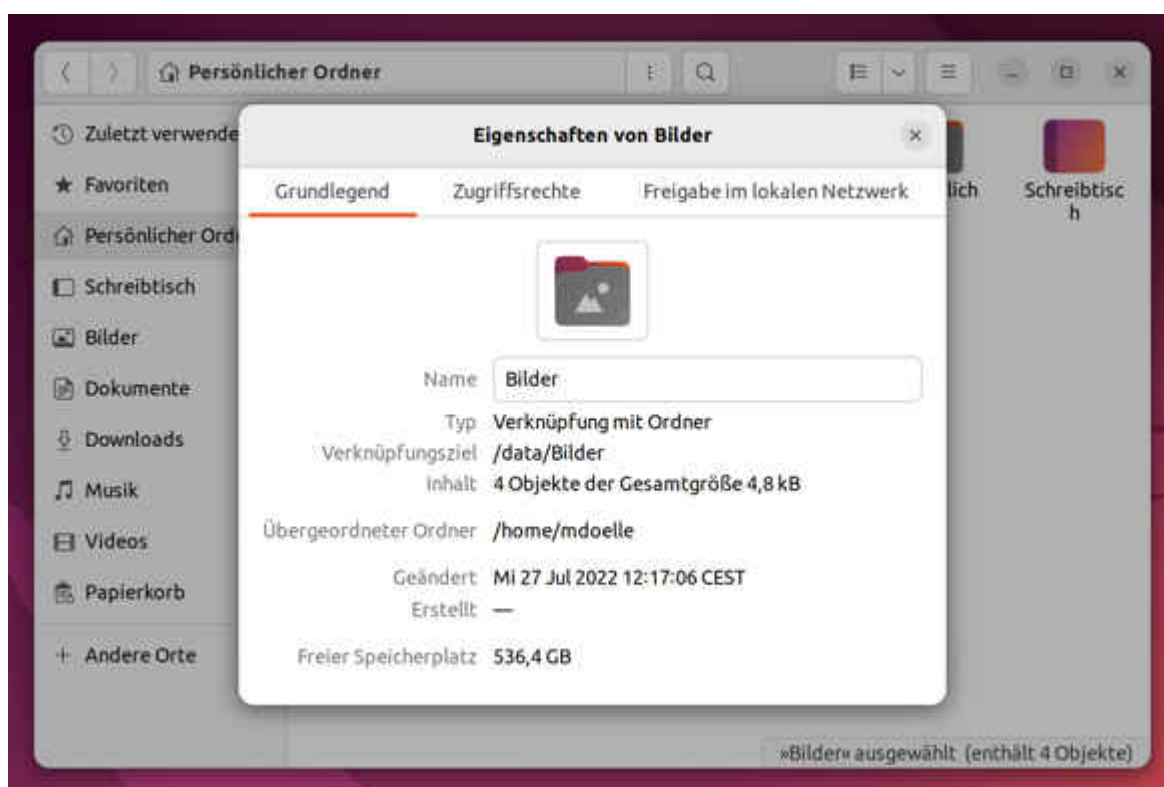 Persönlicher Ordner
Zuletzt verwende
Favoriten
Persönlicher Ord
Schreibtisch
Bilder
Dokumente
Downloads
Musik
Videos
Papierkorb
Andere Orte
Eigenschaften von Bilder
Grundlegend Zugriffsrechte Freigabe im lokalen Netzwerk
Name Bilder
Typ Verknüpfung mit Ordner
Verknüpfungsziel /data/Bilder
Inhalt 4 Objekte der Gesamtgröße 4,8 kB
Übergeordneter Ordner /home/mdoelle
Geändert Mi 27 Jul 2022 12:17:06 CEST
Erstellt —
Freier Speicherplatz 536,4 GB
lich
Schreibtisc
h
»Bilder« ausgewählt (enthält 4 Objekte)